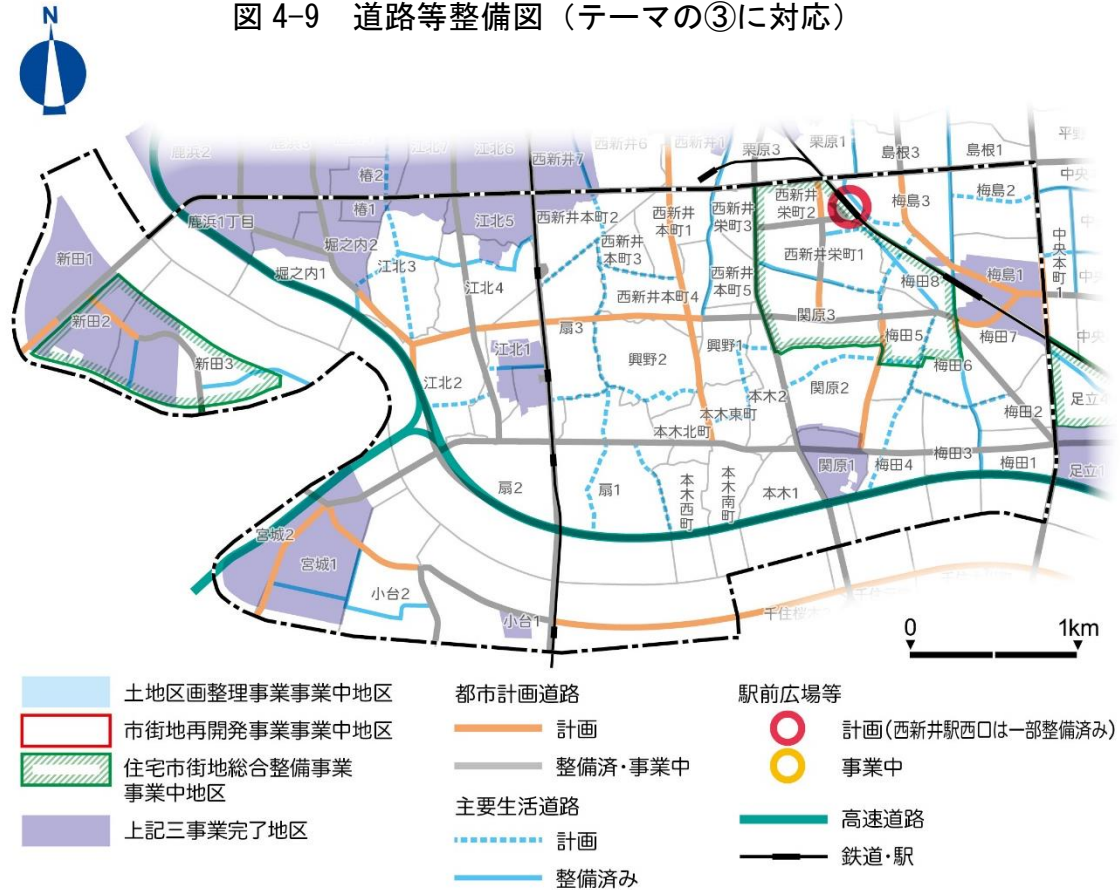 図 4-9 道路等整備図（テーマの③に対応）
N
鹿浜2
江北7
江北6
西新井7
西新井6
西新井1
栗原3
栗原1
島根3
島根1
平野
椿2
椿1
鹿浜1丁目
江北5
西新井本町2
西新井
本町1
西新井
栄町3
西新井
栄町2
梅島3
梅島2
中央
新田1
堀之内2
堀之内1
江北3
江北4
西新井
本町3
西新井
本町5
西新井栄町1
梅田8
梅島1
中央本町1
中央
新田2
新田3
江北1
扇3
西新井本町4
興野1
関原3
梅田5
梅田7
中央
江北2
興野2
本木2
関原2
梅田6
本木東町
本木北町
梅田2
足立4
扇2
扇1
本木西町
本木南町
本木1
関原1
梅田4
梅田3
梅田1
足立1
宮城2
宮城1
小台2
小台1
千住桜木2
0
1km
土地区画整理事業事業中地区
市街地再開発事業事業中地区
住宅市街地総合整備事業
事業中地区
上記三事業完了地区
都市計画道路
計画
整備済・事業中
主要生活道路
計画
整備済み
駅前広場等
計画(西新井駅西口は一部整備済み)
事業中
高速道路
鉄道・駅